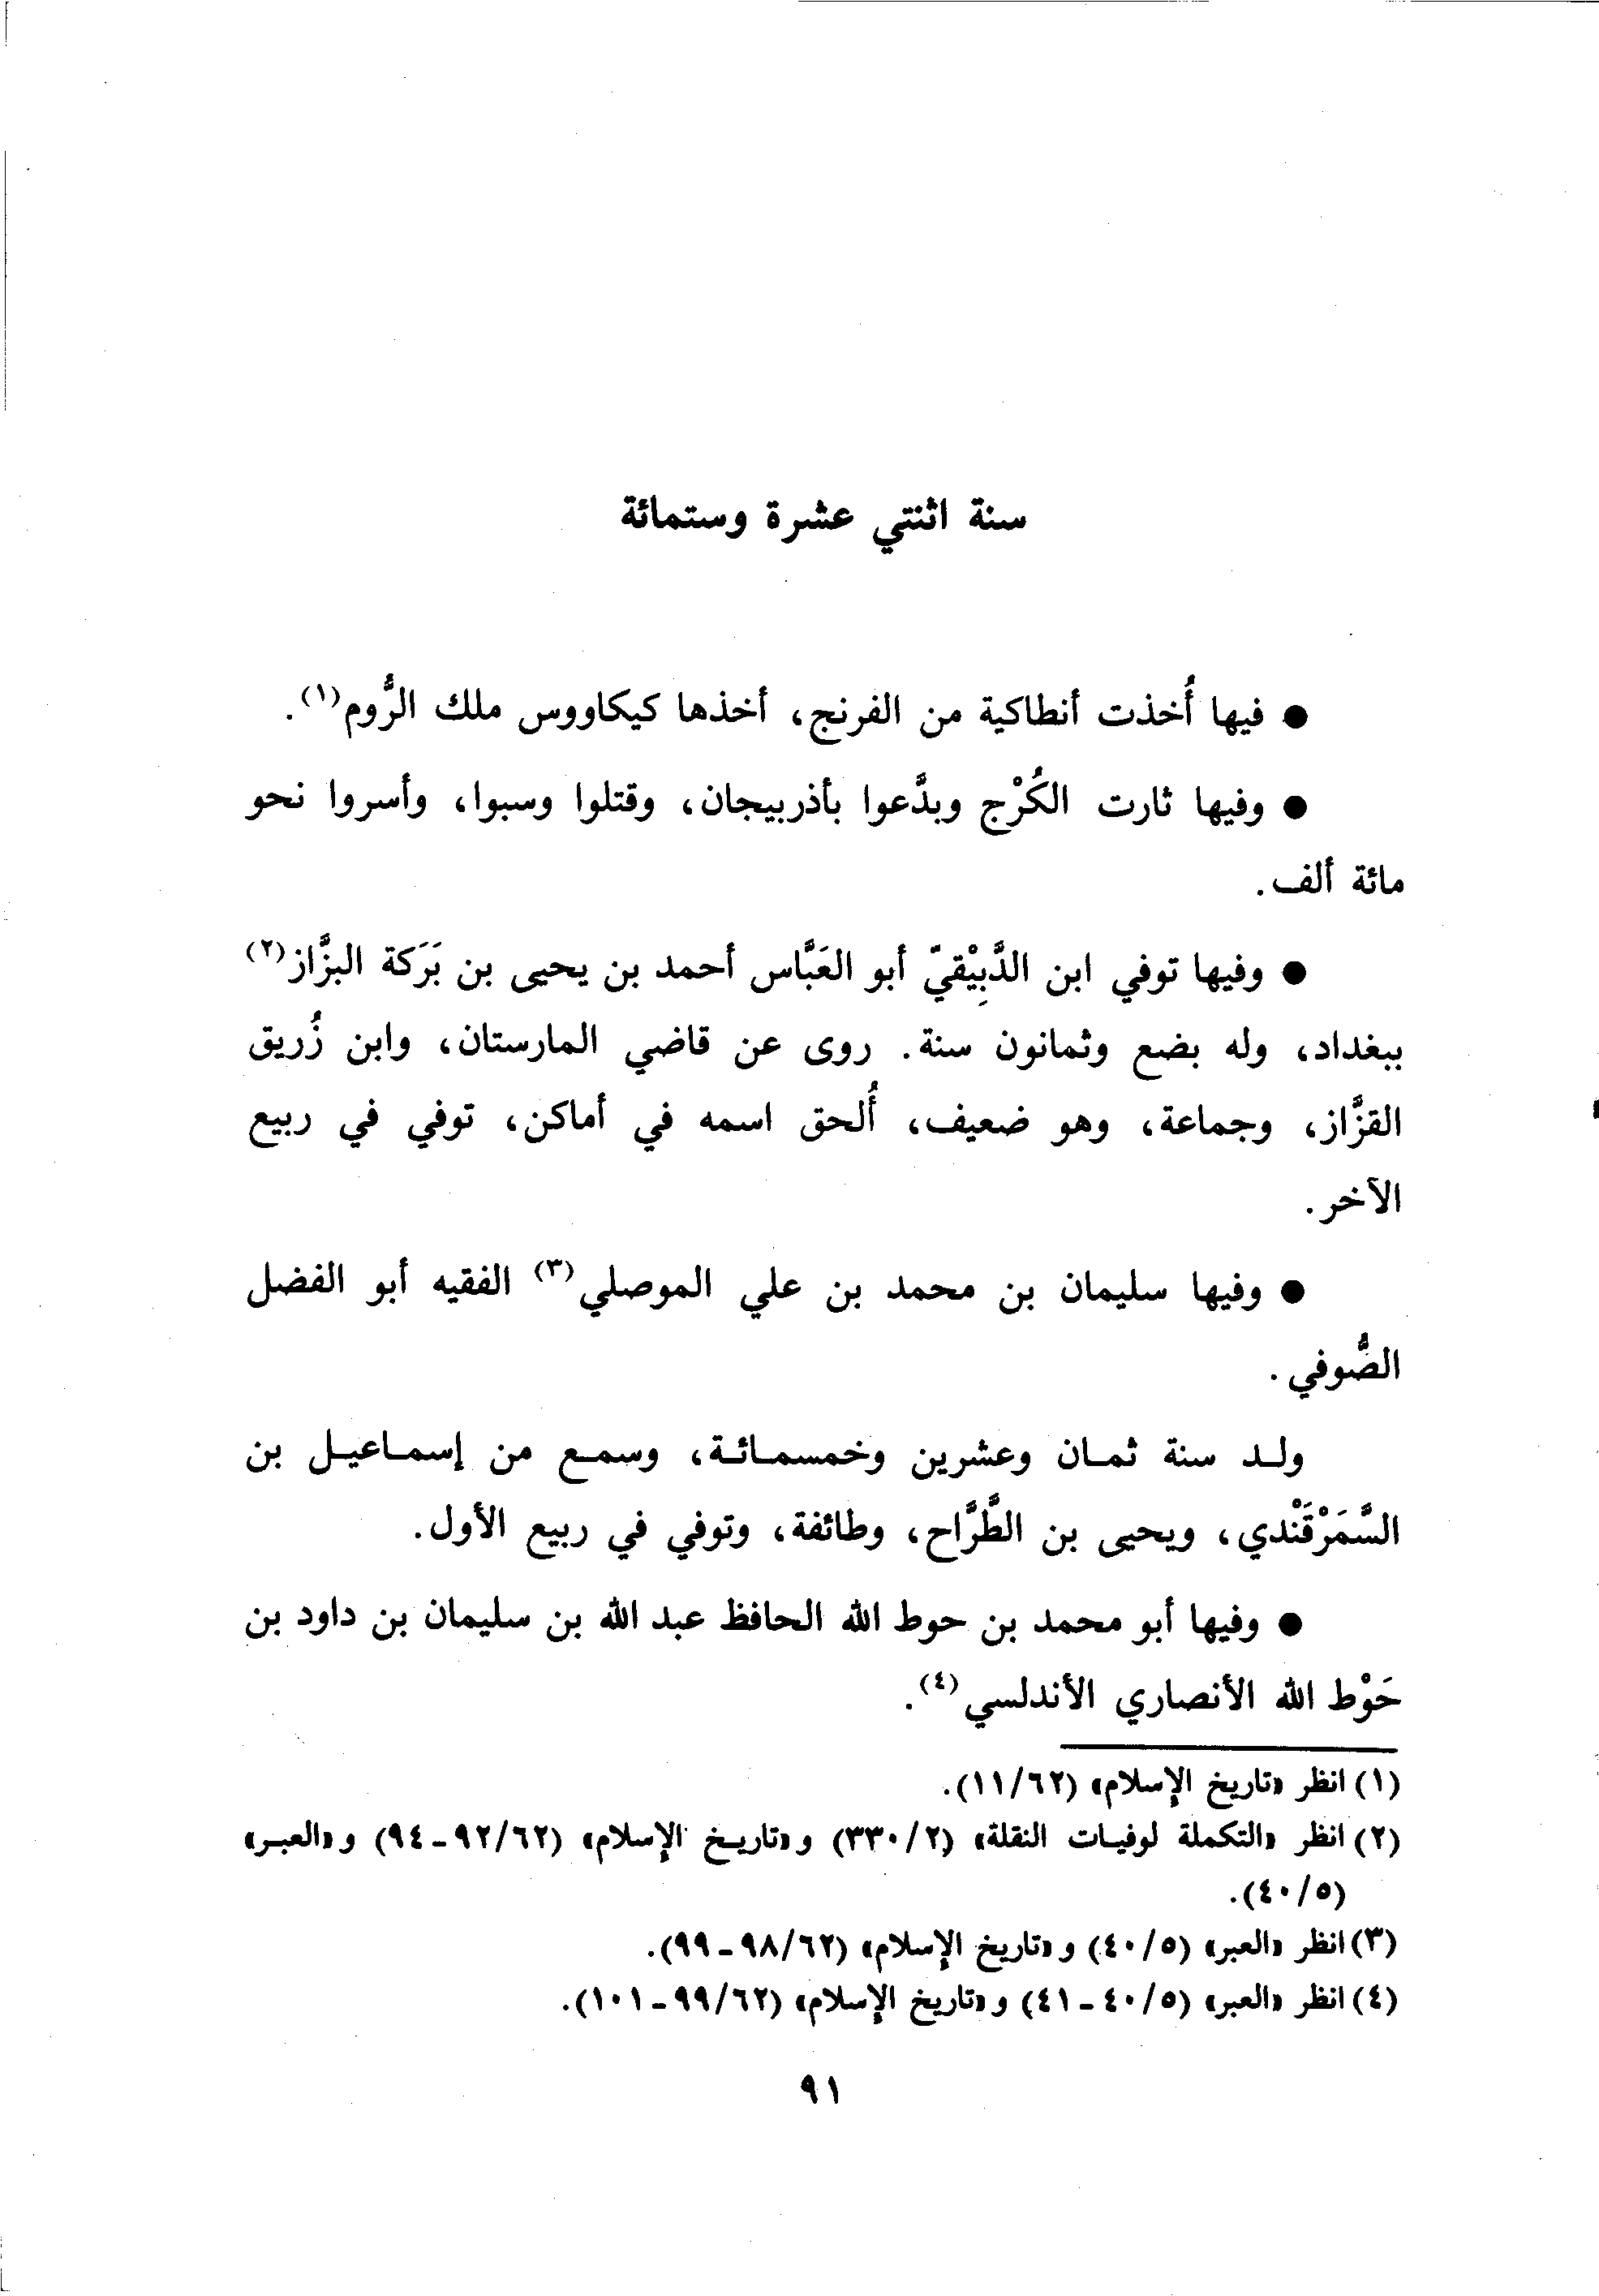 سنة اثنتي عشرة وستمائة
● فيها أُخذت أنطاكية من الفرنج، أخذها كيكاووس ملك الرُّوم(١).
● وفيها ثارت الكُرْج وبدَّعوا بأذربيجان، وقتلوا وسبوا، وأسروا نحو
مائة ألف.
● وفيها توفي ابن الدَّبِيْقيّ أبو العَبَّاس أحمد بن يحيى بن بَرَكة البزَّاز(٢)
ببغداد، وله بضع وثمانون سنة. روى عن قاضي المارستان، وابن زُريق
القزَّاز، وجماعة، وهو ضعيف، أُلحق اسمه في أماكن، توفي في ربيع
الآخر.
● وفيها سليمان بن محمد بن علي الموصلي(٣) الفقيه أبو الفضل
الصُّوفي.
ولد سنة ثمان وعشرين وخمسمائة، وسمع من إسماعيل بن
السَّمَرْقَنْدي، ويحيى بن الطَّرَّاح، وطائفة، وتوفي في ربيع الأول.
● وفيها أبو محمد بن حوط الله الحافظ عبد الله بن سليمان بن داود بن
حَوْط الله الأنصاري الأندلسي(٤).
(١) انظر «تاريخ الإسلام» (١١/٦٢).
(٢) انظر «التكملة لوفيات النقلة» (٣٣٠/٢) و«تاريخ الإسلام» (٩٢/٦٢ - ٩٤) و«العبر»
(٤٠/٥).
(٣) انظر «العبر» (٤٠/٥) و«تاريخ الإسلام» (٩٨/٦٢ - ٩٩).
(٤) انظر «العبر» (٤٠/٥ - ٤١) و«تاريخ الإسلام» (٩٩/٦٢ - ١٠١).
٩١